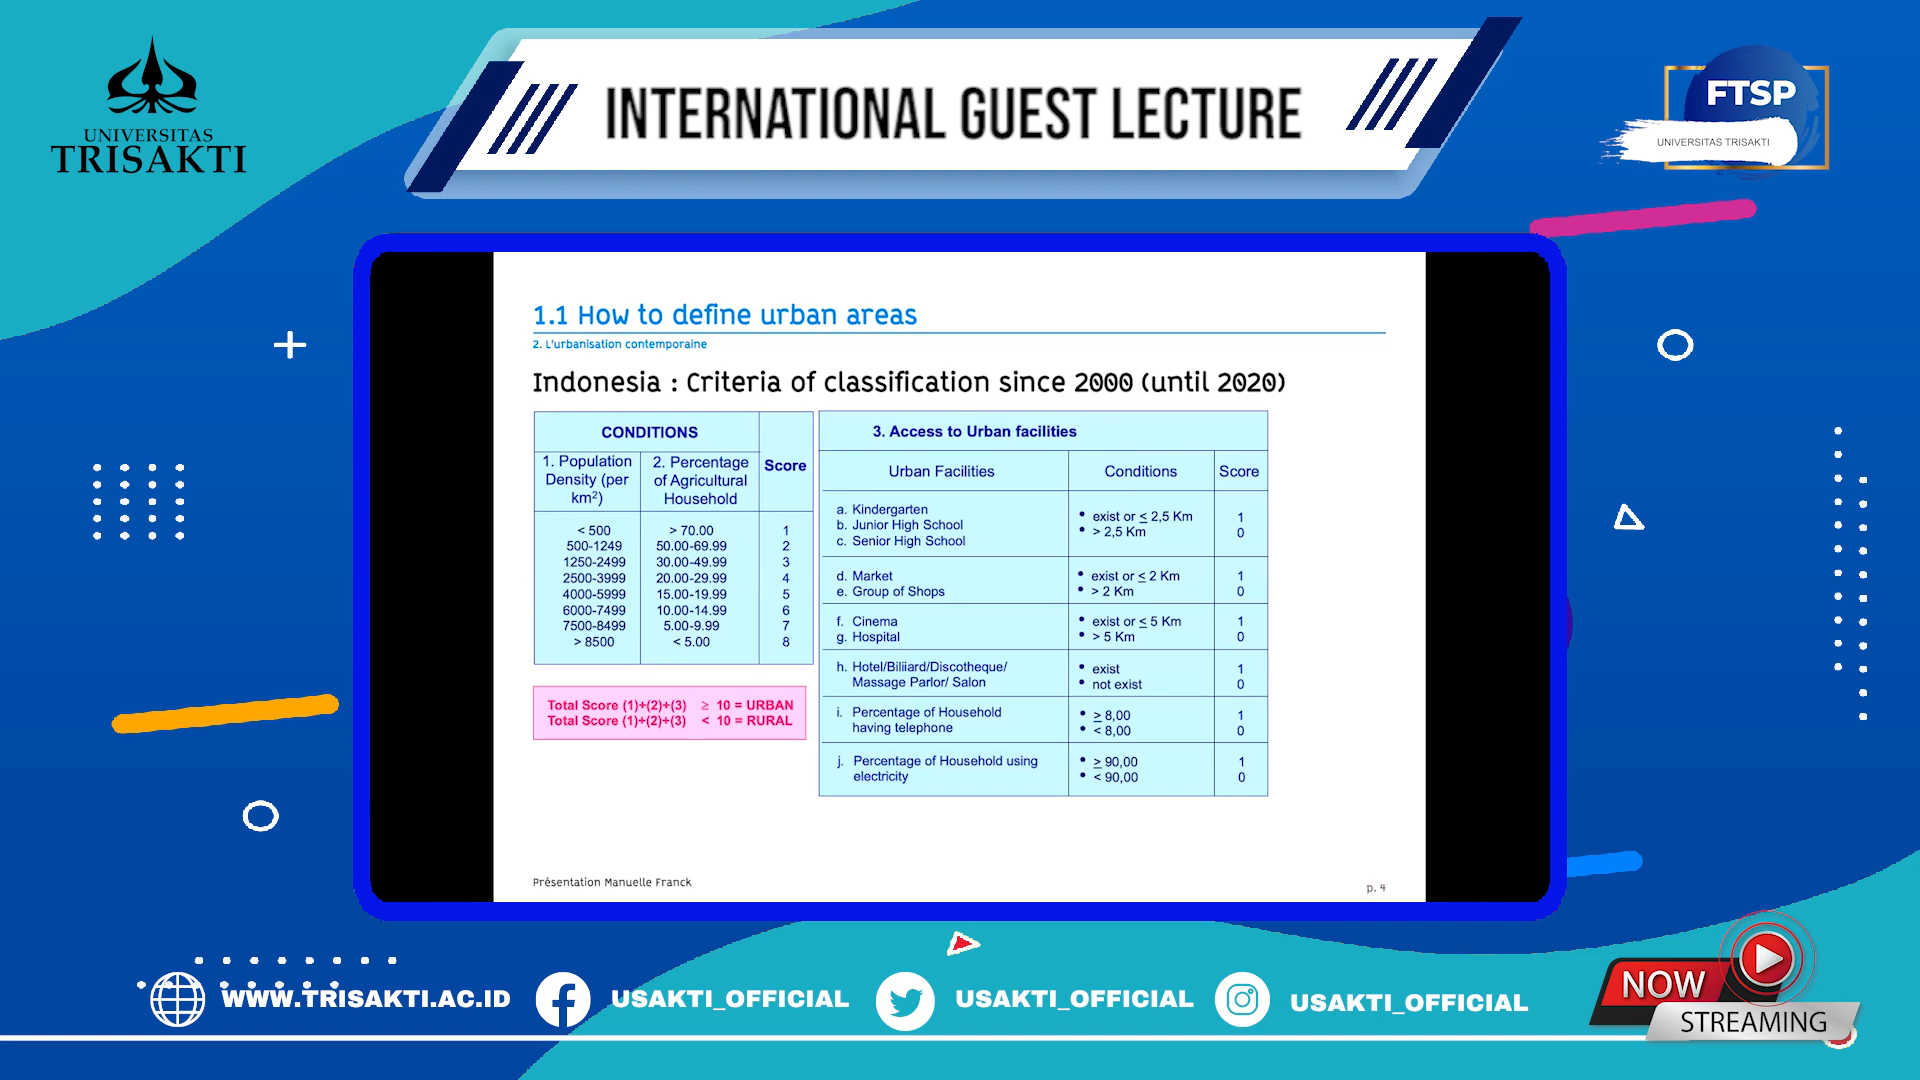 UNIVERSITAS
TRISAKTI
INTERNATIONAL GUEST LECTURE
FTSP
UNIVERSITAS TRISAKTI
1.1 How to define urban areas
2. L'urbanisation contemporaine
Indonesia : Criteria of classification since 2000 (until 2020)
CONDITIONS
Score
1. Population Density (per km²)
2. Percentage of Agricultural Household
< 500 > 70.00 1
500-1249 50.00-69.99 2
1250-2499 30.00-49.99 3
2500-3999 20.00-29.99 4
4000-5999 15.00-19.99 5
6000-7499 10.00-14.99 6
7500-8499 5.00-9.99 7
> 8500 < 5.00 8
Total Score (1)+(2)+(3) ≥ 10 = URBAN
Total Score (1)+(2)+(3) < 10 = RURAL
3. Access to Urban facilities
Urban Facilities Conditions Score
a. Kindergarten
b. Junior High School
c. Senior High School
• exist or ≤ 2,5 Km 1
• > 2,5 Km 0
d. Market • exist or ≤ 2 Km 1
e. Group of Shops • > 2 Km 0
f. Cinema • exist or ≤ 5 Km 1
g. Hospital • > 5 Km 0
h. Hotel/Biliard/Discotheque/ • exist 1
Massage Parlor/ Salon • not exist 0
i. Percentage of Household • ≥ 8,00 1
having telephone • < 8,00 0
j. Percentage of Household using • ≥ 90,00 1
electricity • < 90,00 0
Présentation Manuelle Franck
p. 4
WWW.TRISAKTI.AC.ID
USAKTI_OFFICIAL
USAKTI_OFFICIAL
USAKTI_OFFICIAL
NOW
STREAMING